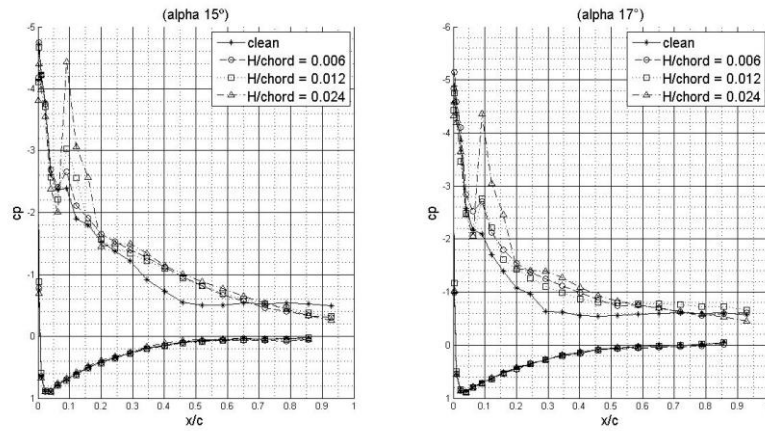 (alpha 15º)
-5
-4
-3
-2
-1
0
1
cp
0 0.1 0.2 0.3 0.4 0.5 0.6 0.7 0.8 0.9 1
x/c
clean
H/chord = 0.006
H/chord = 0.012
H/chord = 0.024
(alpha 17°)
-6
-5
-4
-3
-2
-1
0
1
cp
0 0.1 0.2 0.3 0.4 0.5 0.6 0.7 0.8 0.9 1
x/c
clean
H/chord = 0.006
H/chord = 0.012
H/chord = 0.024